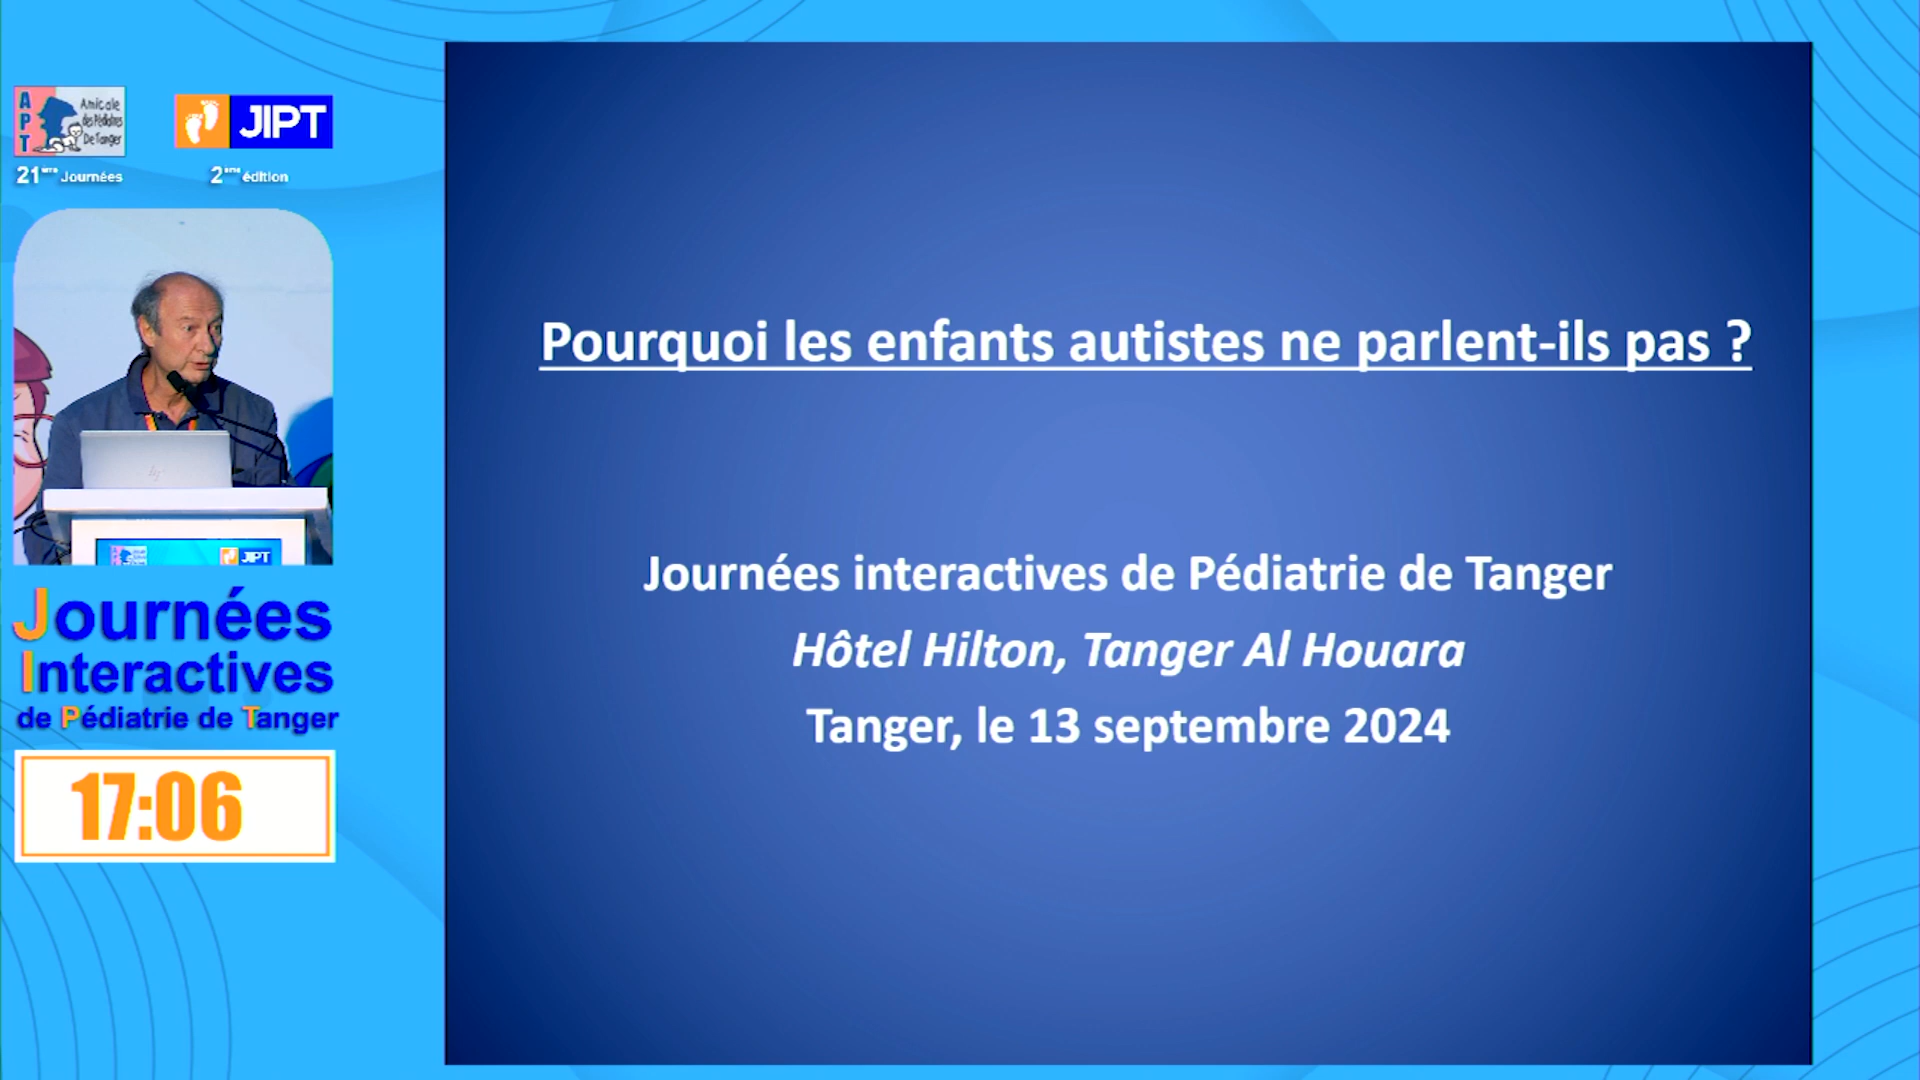 A
P
T
Amicale
des Pédiatres
De Tanger
JIPT
21ème Journées
2ème édition
JIPT
Journées
Interactives
de Pédiatrie de Tanger
17:06
Pourquoi les enfants autistes ne parlent-ils pas ?
Journées interactives de Pédiatrie de Tanger
Hôtel Hilton, Tanger Al Houara
Tanger, le 13 septembre 2024